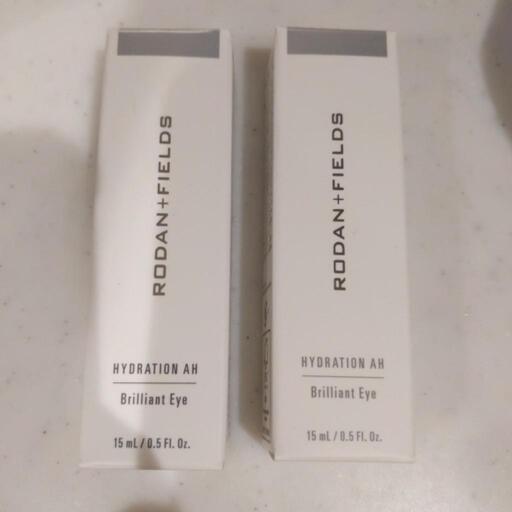 RODAN+FIELDS
HYDRATION AH
Brilliant Eye
15 mL / 0.5 Fl. Oz.
RODAN+FIELDS
HYDRATION AH
Brilliant Eye
15 mL / 0.5 Fl. Oz.